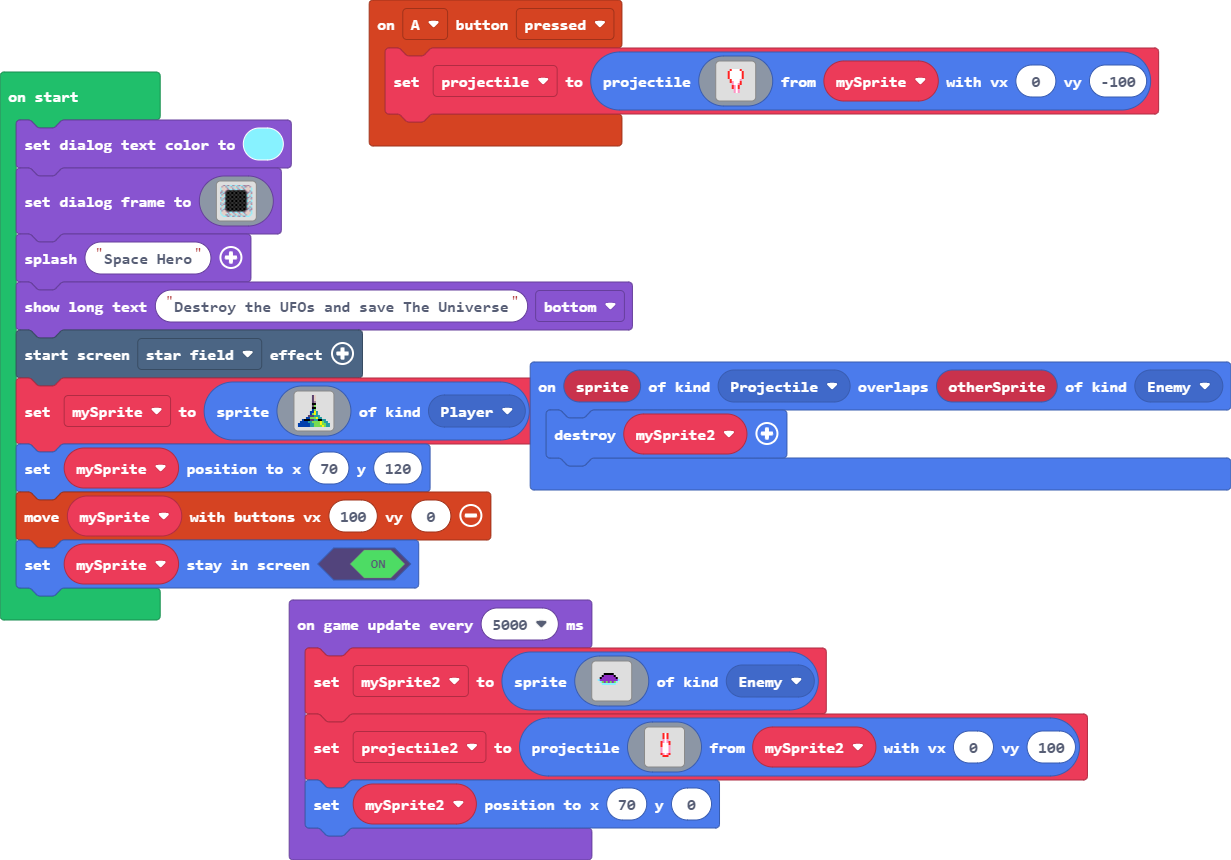 on A button pressed
set projectile to projectile from mySprite with vx 0 vy -100
on start
set dialog text color to
set dialog frame to
splash "Space Hero"
show long text "Destroy the UFOs and save The Universe" bottom
start screen star field effect
set mySprite to sprite of kind Player
set mySprite position to x 70 y 120
move mySprite with buttons vx 100 vy 0
set mySprite stay in screen ON
on sprite of kind Projectile overlaps otherSprite of kind Enemy
destroy mySprite2
on game update every 5000 ms
set mySprite2 to sprite of kind Enemy
set projectile2 to projectile from mySprite2 with vx 0 vy 100
set mySprite2 position to x 70 y 0